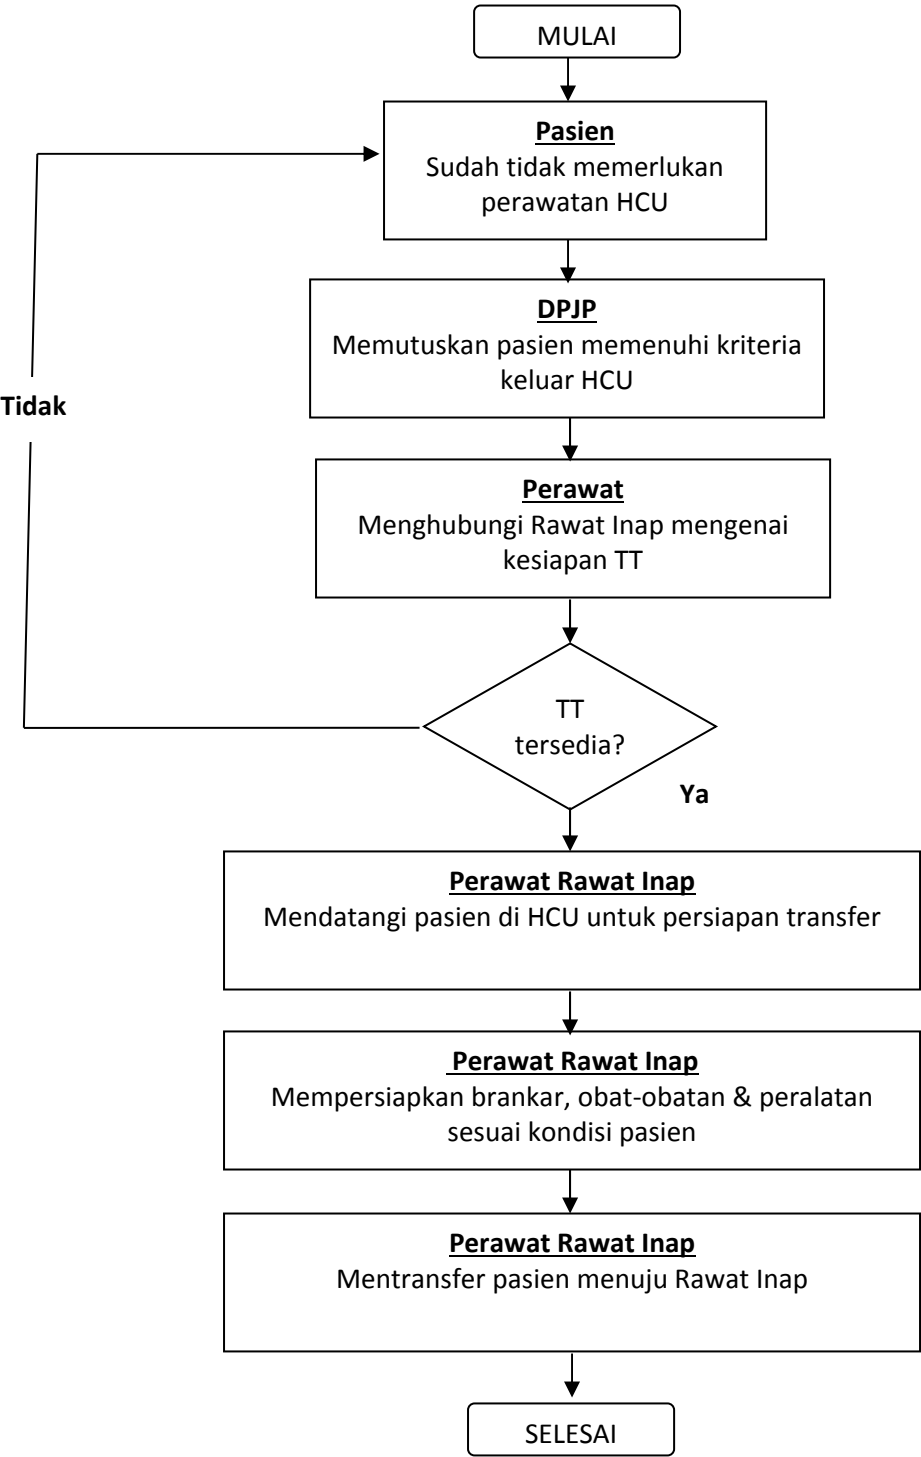 MULAI
Pasien
Sudah tidak memerlukan
perawatan HCU
DPJP
Memutuskan pasien memenuhi kriteria
keluar HCU
Tidak
Perawat
Menghubungi Rawat Inap mengenai
kesiapan TT
TT
tersedia?
Ya
Perawat Rawat Inap
Mendatangi pasien di HCU untuk persiapan transfer
Perawat Rawat Inap
Mempersiapkan brankar, obat-obatan & peralatan
sesuai kondisi pasien
Perawat Rawat Inap
Mentransfer pasien menuju Rawat Inap
SELESAI